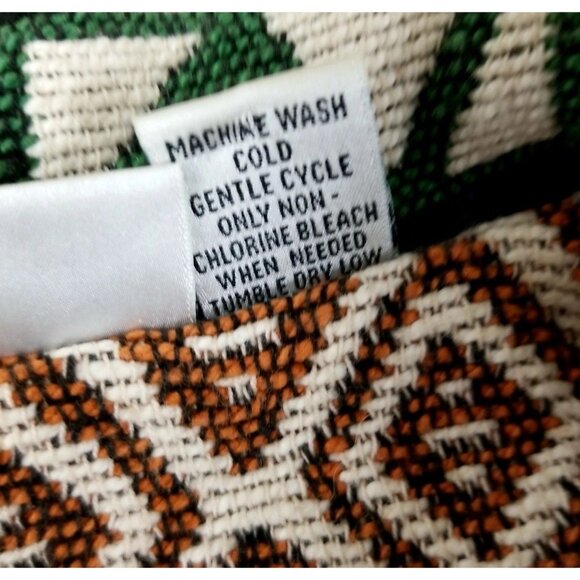 MACHINE WASH
COLD
GENTLE CYCLE
ONLY NON-
CHLORINE BLEACH
WHEN NEEDED
TUMBLE DRY LOW